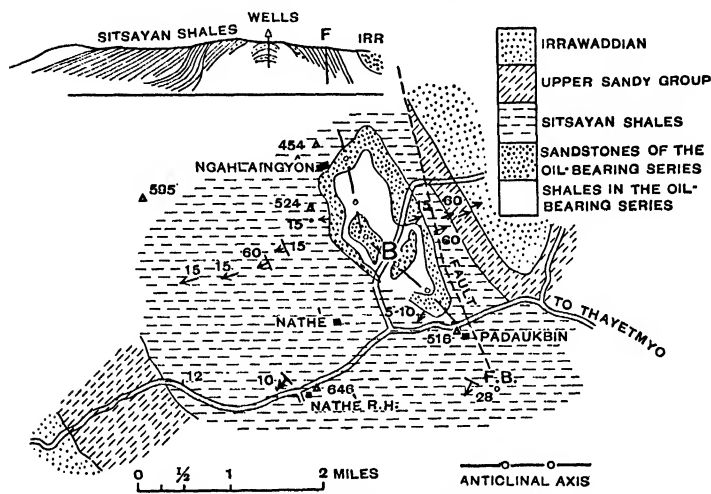 WELLS
SITSAYAN SHALES
F
IRR
IRRAWADDIAN
UPPER SANDY GROUP
SITSAYAN SHALES
SANDSTONES OF THE
OIL-BEARING SERIES
SHALES IN THE OIL-
BEARING SERIES
454
NGAHLAINGYON
595
524
15
15
60
15
15
15
60
60
B
FAULT
5-10
NATHE
516
PADAUKBIN
TO THAYETMYO
F.B.
28
12
10
646
NATHE R.H.
0 ½ 1 2 MILES
ANTICLINAL AXIS